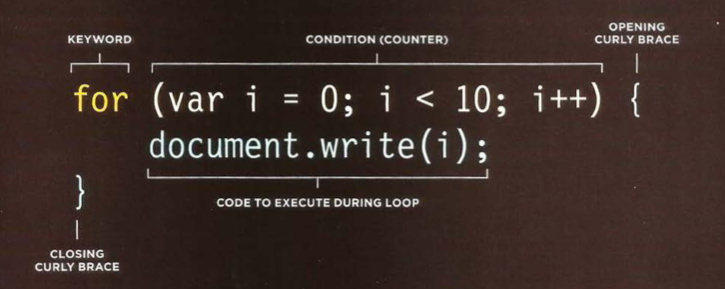 KEYWORD
CONDITION (COUNTER)
OPENING
CURLY BRACE
for (var i = 0; i < 10; i++) {
document.write(i);
}
CODE TO EXECUTE DURING LOOP
CLOSING
CURLY BRACE